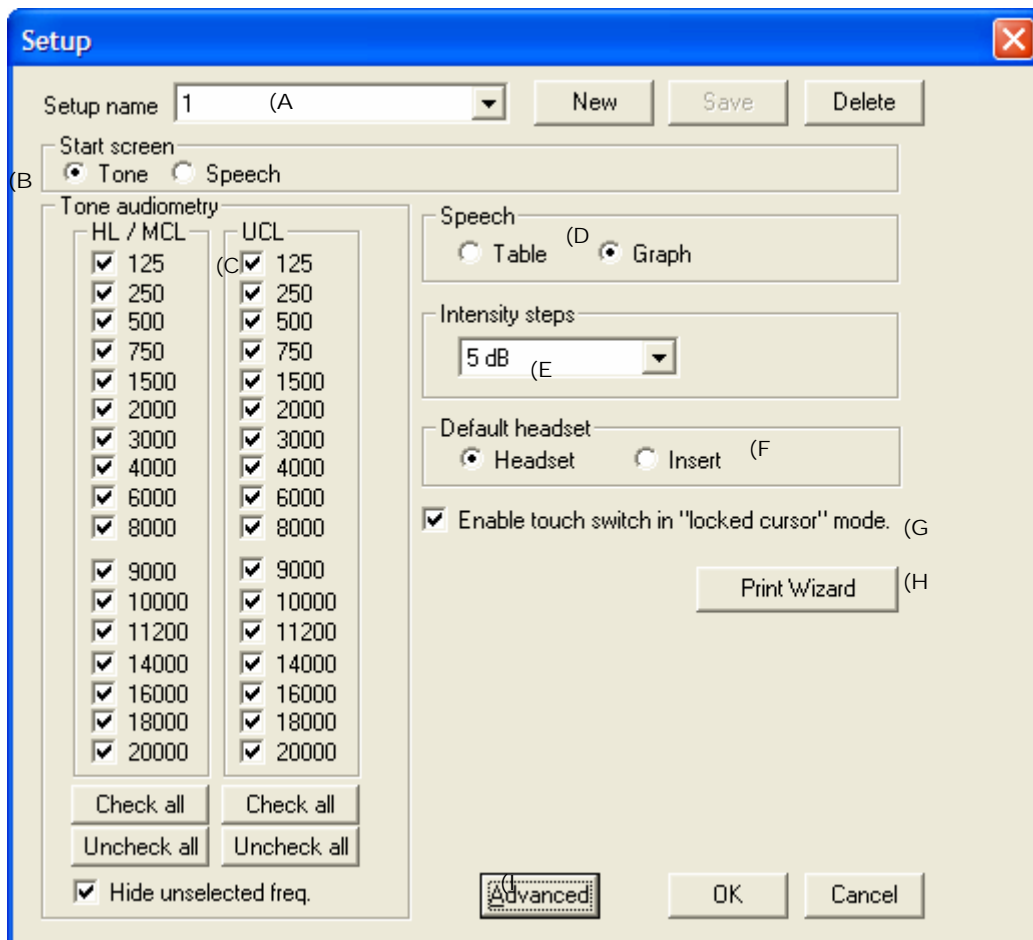 Setup
Setup name 1 (A New Save Delete
Start screen
(B Tone Speech
Tone audiometry
HL / MCL UCL
125 (C 125
250 250
500 500
750 750
1500 1500
2000 2000
3000 3000
4000 4000
6000 6000
8000 8000
9000 9000
10000 10000
11200 11200
14000 14000
16000 16000
18000 18000
20000 20000
Check all Check all
Uncheck all Uncheck all
Hide unselected freq.
Speech
Table (D Graph
Intensity steps
5 dB (E
Default headset
Headset Insert (F
Enable touch switch in "locked cursor" mode. (G
Print Wizard (H
(I
Advanced OK Cancel